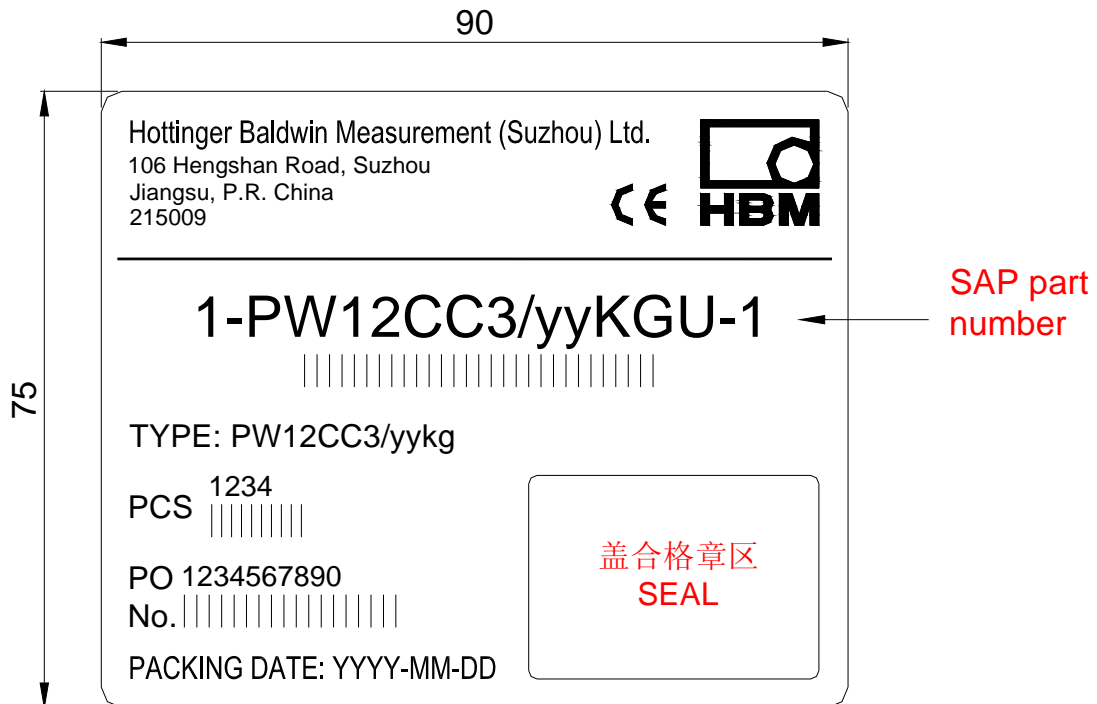 90
75
Hottinger Baldwin Measurement (Suzhou) Ltd.
106 Hengshan Road, Suzhou
Jiangsu, P.R. China
215009
CE
HBM
1-PW12CC3/yyKGU-1
SAP part
number
TYPE: PW12CC3/yykg
PCS 1234
PO 1234567890
No.
盖合格章区
SEAL
PACKING DATE: YYYY-MM-DD